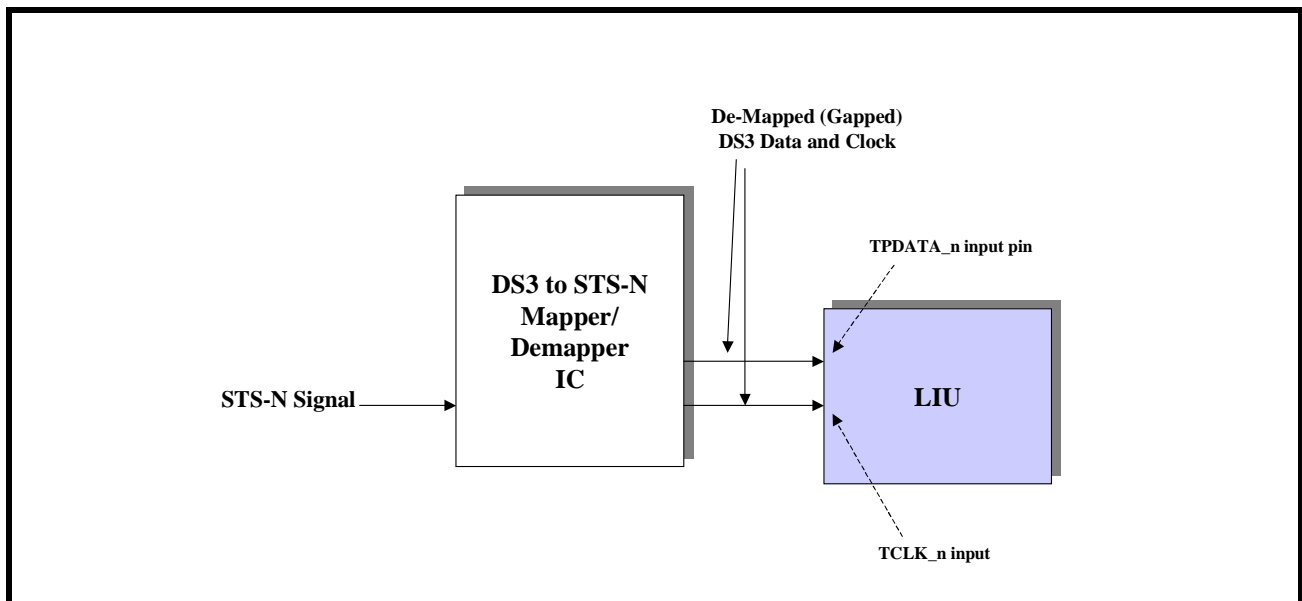 De-Mapped (Gapped)
DS3 Data and Clock
TPDATA_n input pin
DS3 to STS-N
Mapper/
Demapper
IC
STS-N Signal
LIU
TCLK_n input